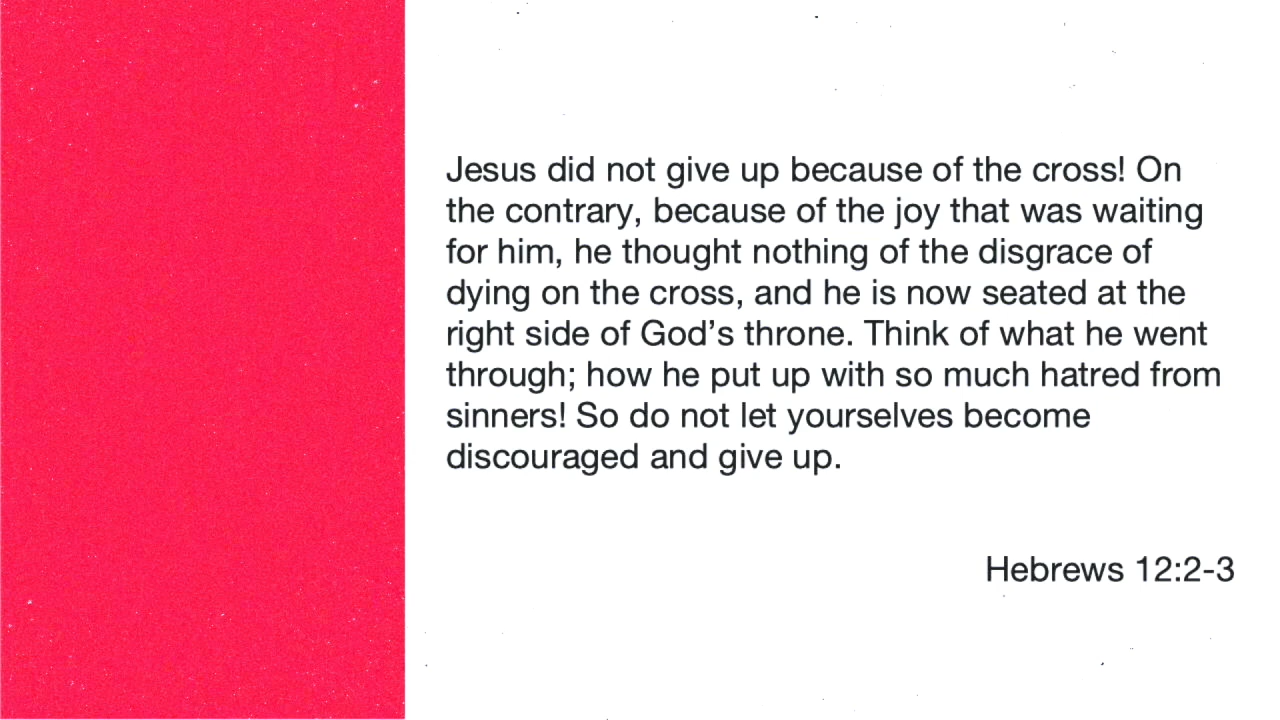 Jesus did not give up because of the cross! On
the contrary, because of the joy that was waiting
for him, he thought nothing of the disgrace of
dying on the cross, and he is now seated at the
right side of God’s throne. Think of what he went
through; how he put up with so much hatred from
sinners! So do not let yourselves become
discouraged and give up.
Hebrews 12:2-3